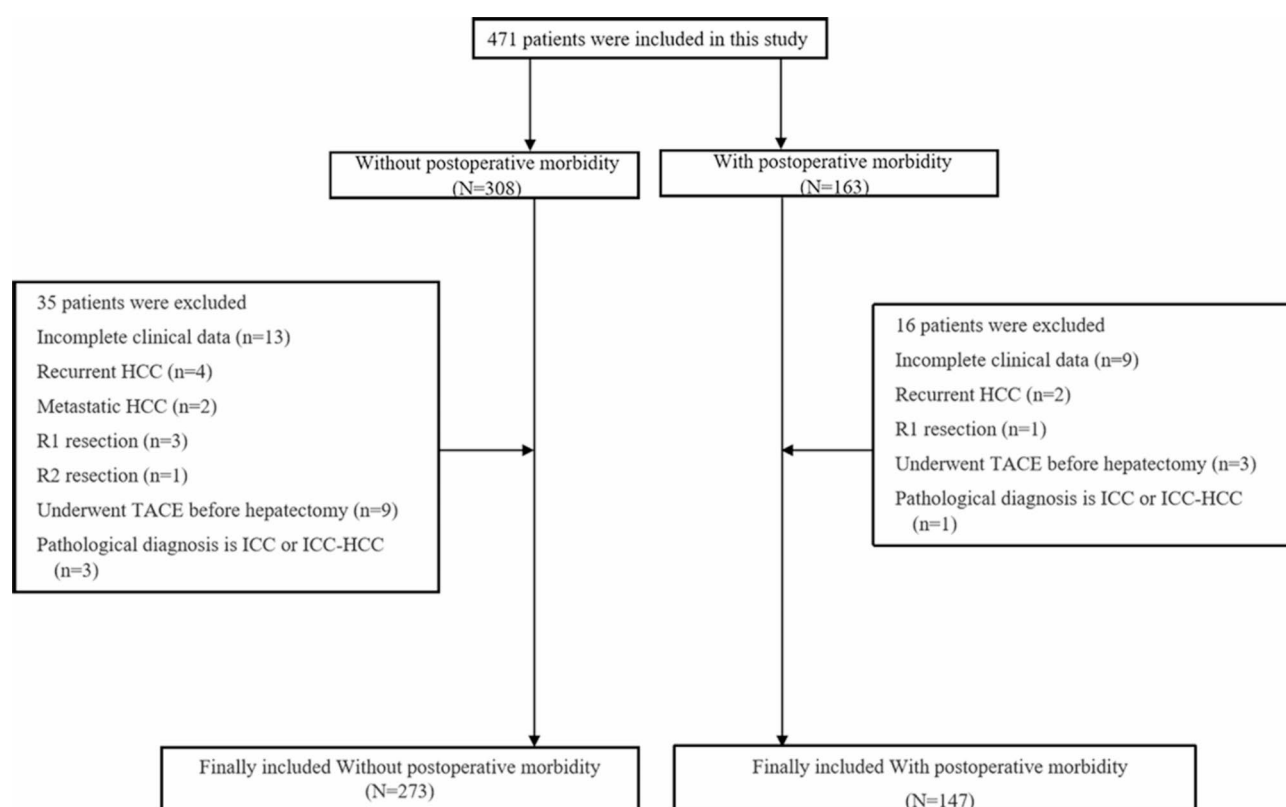 471 patients were included in this study
Without postoperative morbidity
(N=308)
With postoperative morbidity
(N=163)
35 patients were excluded
Incomplete clinical data (n=13)
Recurrent HCC (n=4)
Metastatic HCC (n=2)
R1 resection (n=3)
R2 resection (n=1)
Underwent TACE before hepatectomy (n=9)
Pathological diagnosis is ICC or ICC-HCC
(n=3)
16 patients were excluded
Incomplete clinical data (n=9)
Recurrent HCC (n=2)
R1 resection (n=1)
Underwent TACE before hepatectomy (n=3)
Pathological diagnosis is ICC or ICC-HCC
(n=1)
Finally included Without postoperative morbidity
(N=273)
Finally included With postoperative morbidity
(N=147)